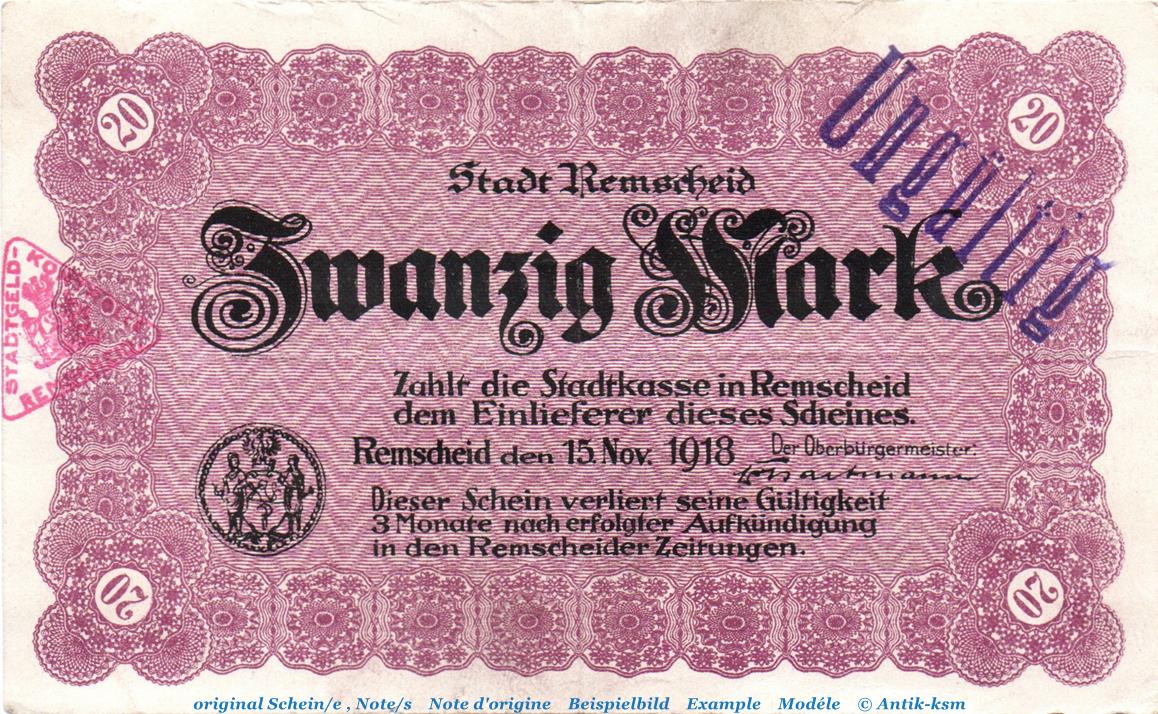 20
20
Ungültig
Stadt Remscheid
Zwanzig Mark
STADTGELD-
Zahlt die Stadtkasse in Remscheid
dem Einlieferer dieses Scheines.
Remscheid den 15. Nov. 1918 Der Oberbürgermeister:
Dieser Schein verliert seine Gültigkeit
3 Monate nach erfolgter Aufkündigung
in den Remscheider Zeitungen.
20
20
original Schein/e , Note/s Note d'origine Beispielbild Example Modéle © Antik-ksm